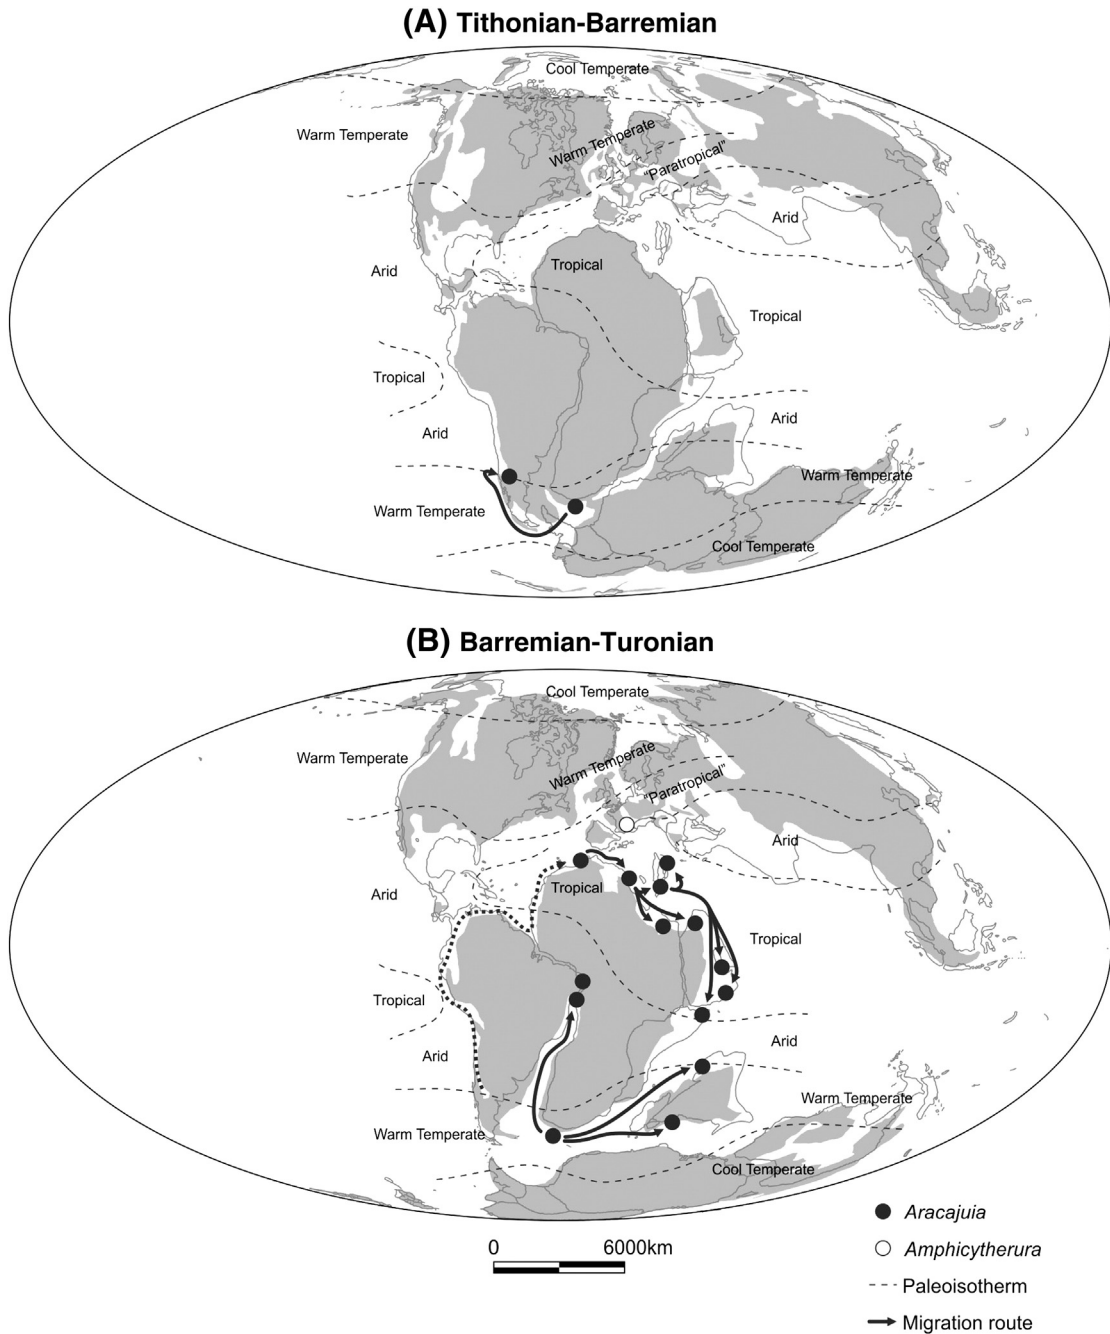 (A) Tithonian-Barremian
Cool Temperate
Warm Temperate
Warm Temperate
"Paratropical"
Arid
Tropical
Arid
Tropical
Tropical
Arid
Arid
Warm Temperate
Warm Temperate
Cool Temperate
(B) Barremian-Turonian
Cool Temperate
Warm Temperate
Warm Temperate
"Paratropical"
Arid
Tropical
Arid
Tropical
Tropical
Arid
Arid
Warm Temperate
Warm Temperate
Cool Temperate
Aracajuia
0 6000km
Amphicytherura
Paleoisotherm
Migration route